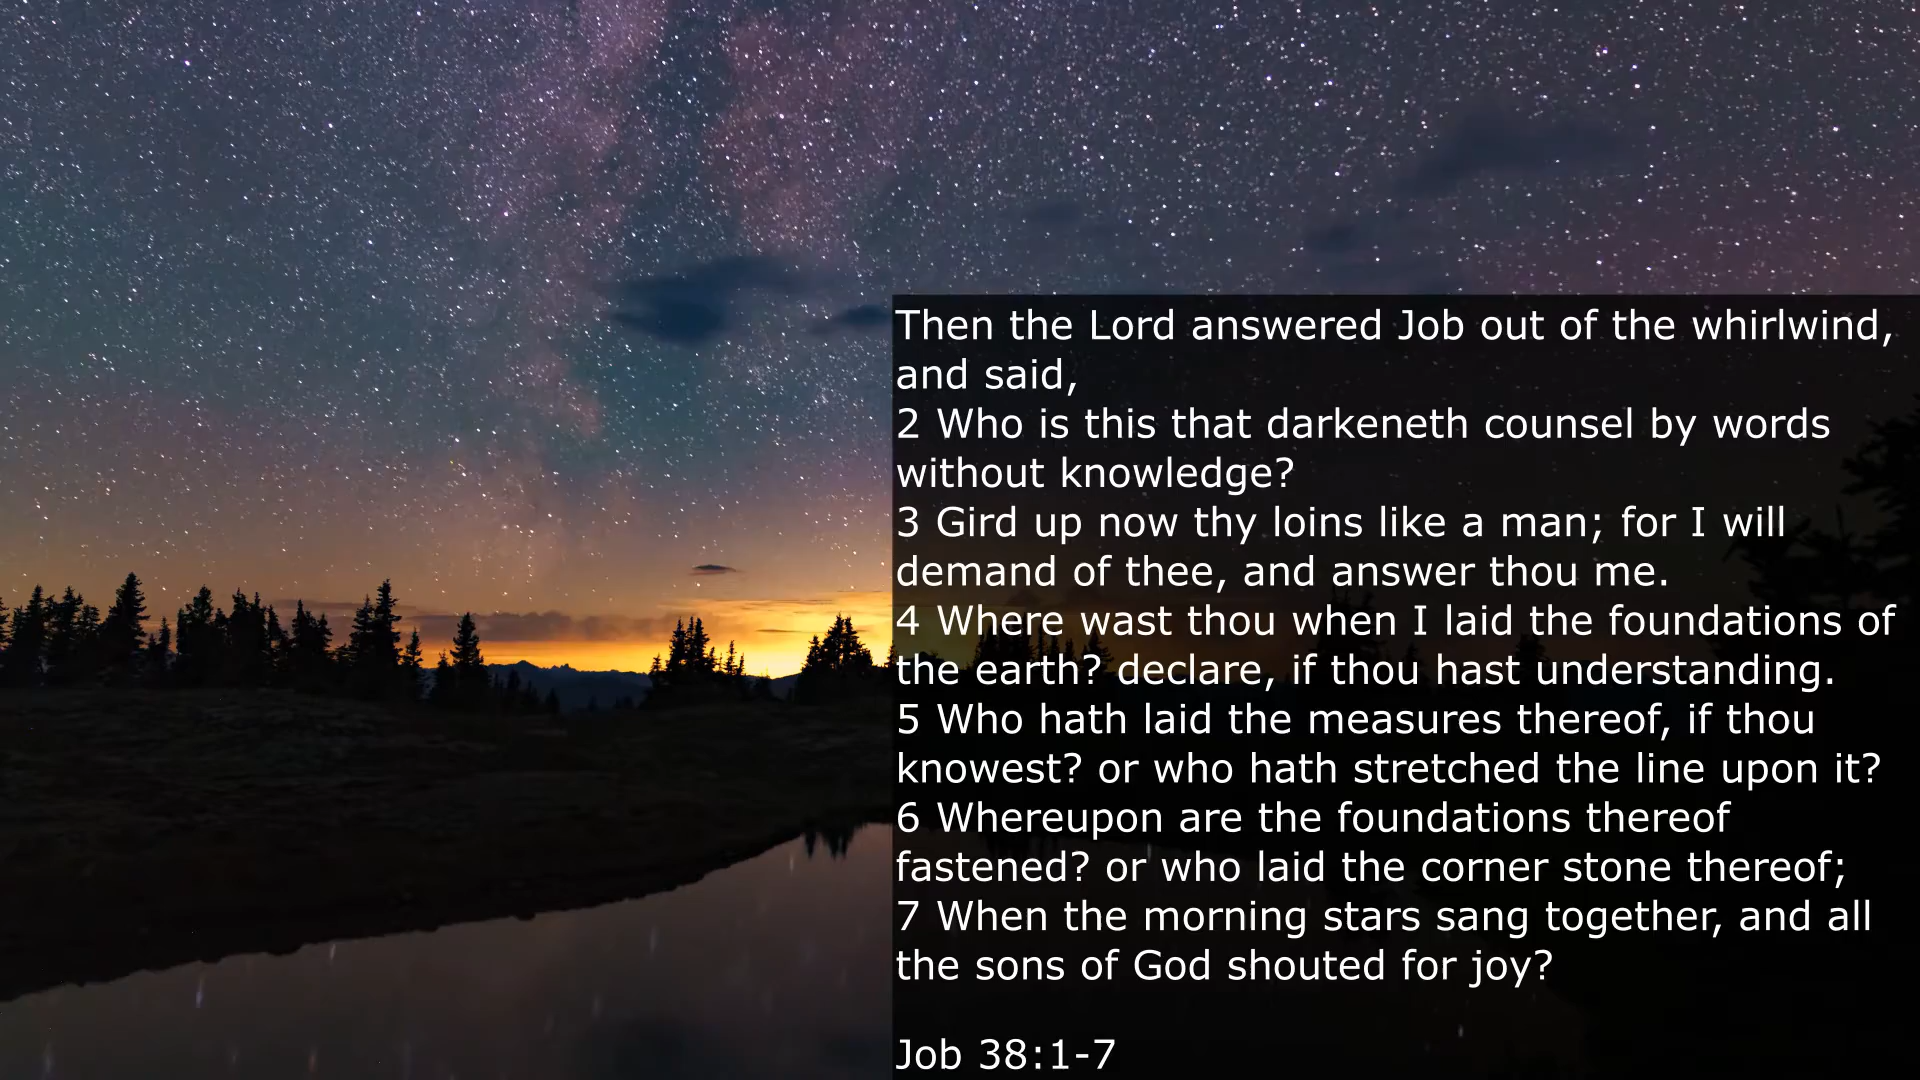 Then the Lord answered Job out of the whirlwind,
and said,
2 Who is this that darkeneth counsel by words
without knowledge?
3 Gird up now thy loins like a man; for I will
demand of thee, and answer thou me.
4 Where wast thou when I laid the foundations of
the earth? declare, if thou hast understanding.
5 Who hath laid the measures thereof, if thou
knowest? or who hath stretched the line upon it?
6 Whereupon are the foundations thereof
fastened? or who laid the corner stone thereof;
7 When the morning stars sang together, and all
the sons of God shouted for joy?
Job 38:1-7